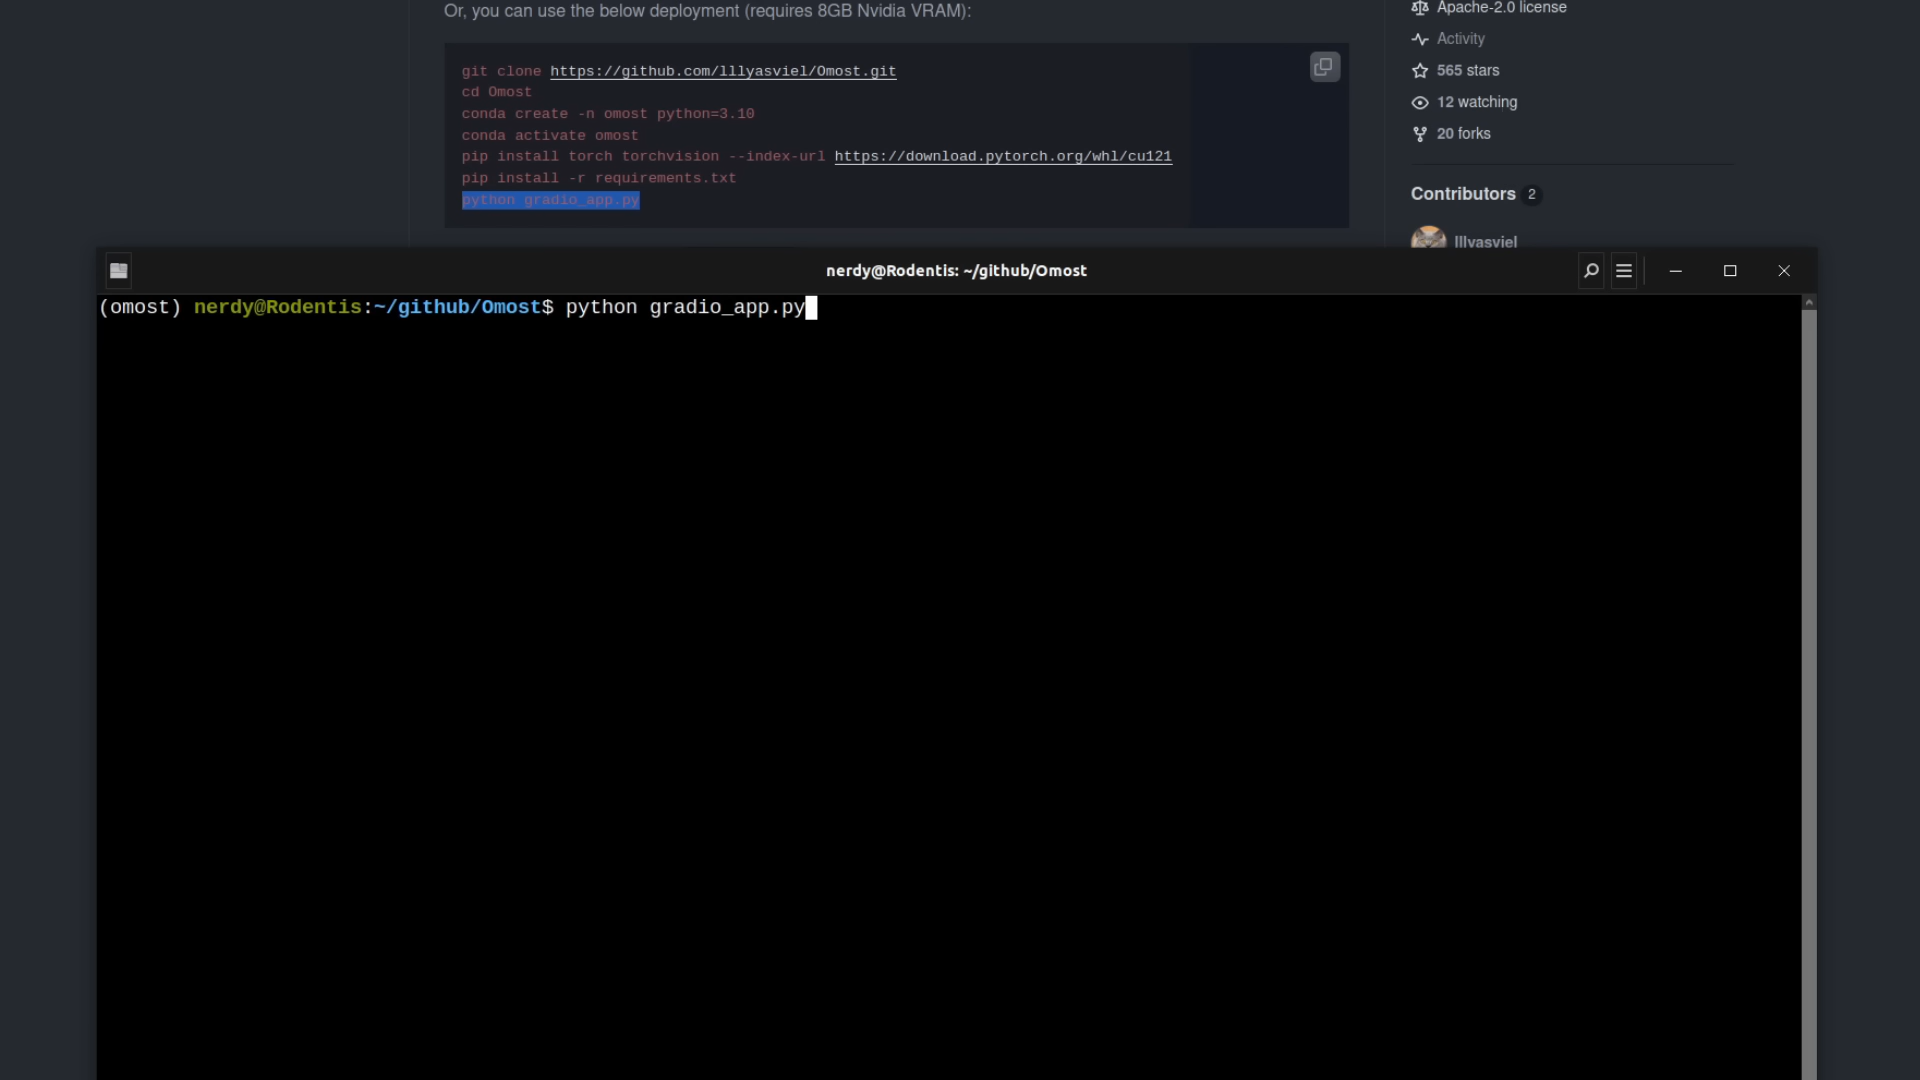 Or, you can use the below deployment (requires 8GB Nvidia VRAM):
git clone https://github.com/lllyasviel/Omost.git
cd Omost
conda create -n omost python=3.10
conda activate omost
pip install torch torchvision --index-url https://download.pytorch.org/whl/cu121
pip install -r requirements.txt
python gradio_app.py
Apache-2.0 license
Activity
565 stars
12 watching
20 forks
Contributors 2
lllyasviel
nerdy@Rodentis: ~/github/Omost
(omost) nerdy@Rodentis:~/github/Omost$ python gradio_app.py